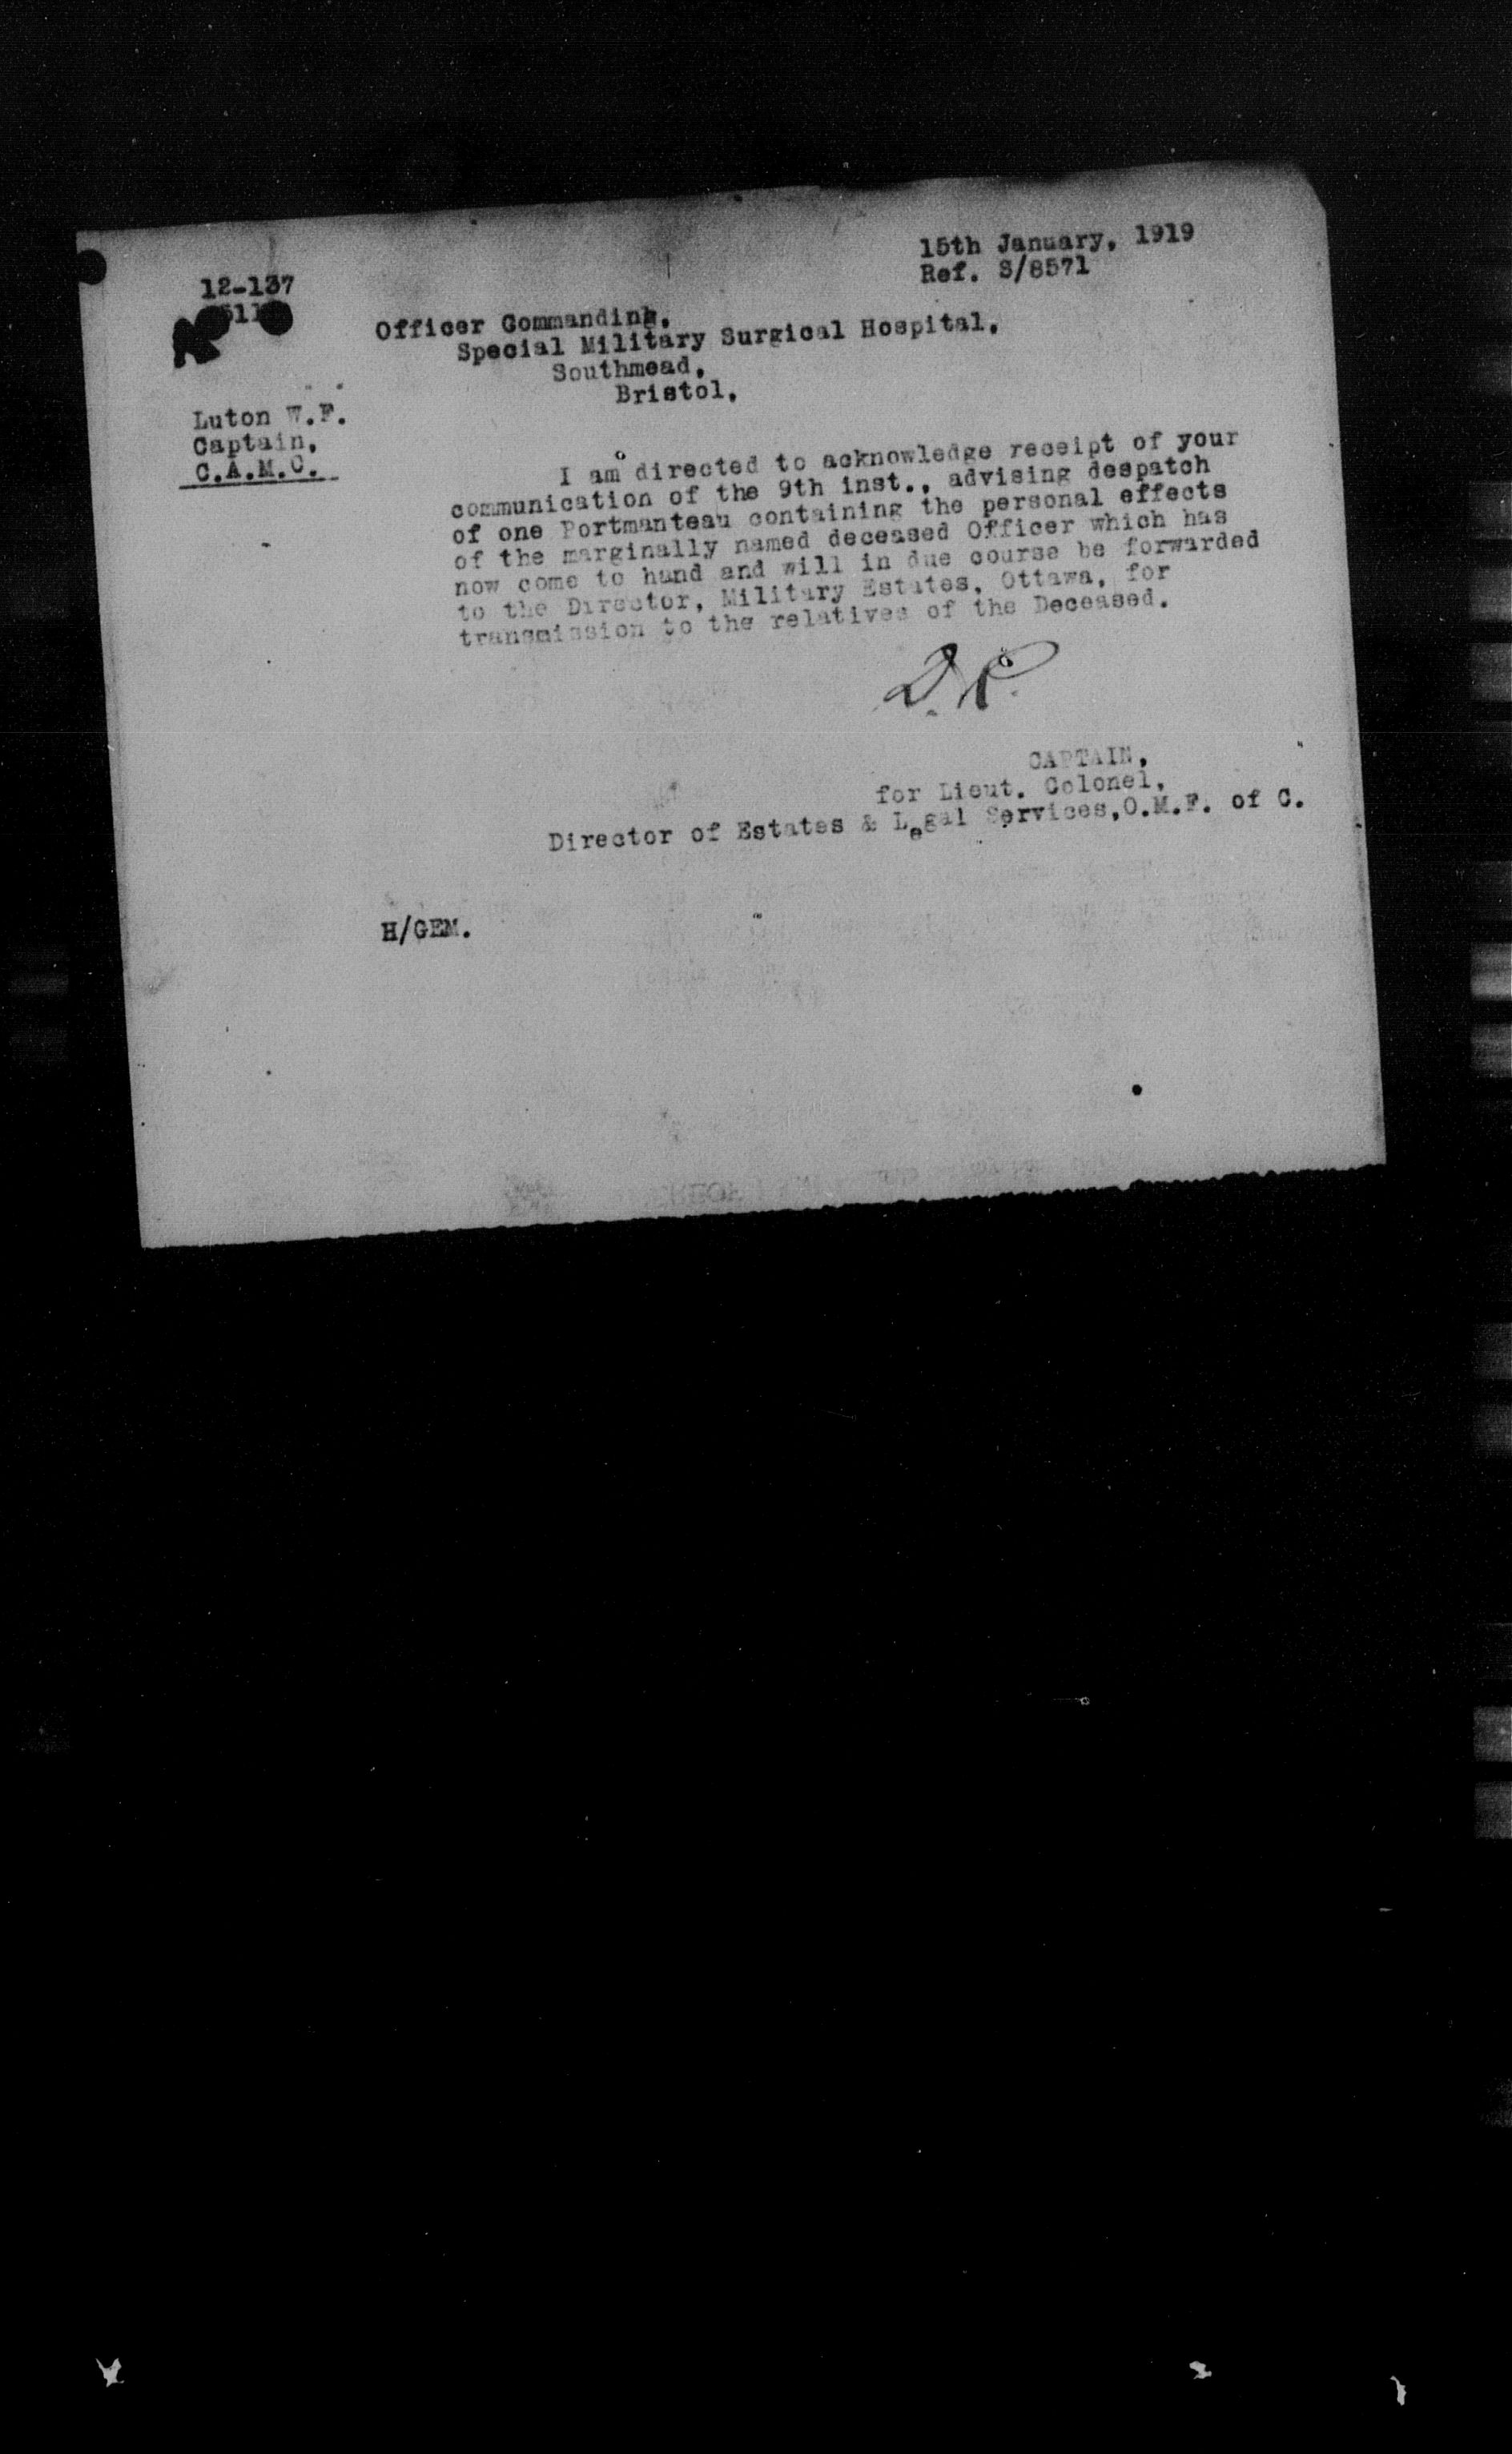 15th January, 1919
Ref. S/8571
12-137
Officer Commanding,
Special Military Surgical Hospital,
Southmead,
Bristol.
Luton W.F.
Captain,
C.A.M.C.
I am directed to acknowledge receipt of your
communication of the 9th inst., advising despatch
of one Portmanteau containing the personal effects
of the marginally named deceased Officer which has
now come to hand and will in due course be forwarded
to the Director, Military Estates, Ottawa, for
transmission to the relatives of the Deceased.
CAPTAIN,
for Lieut. Colonel,
Director of Estates & Legal Services,O.M.F. of C.
H/GEM.